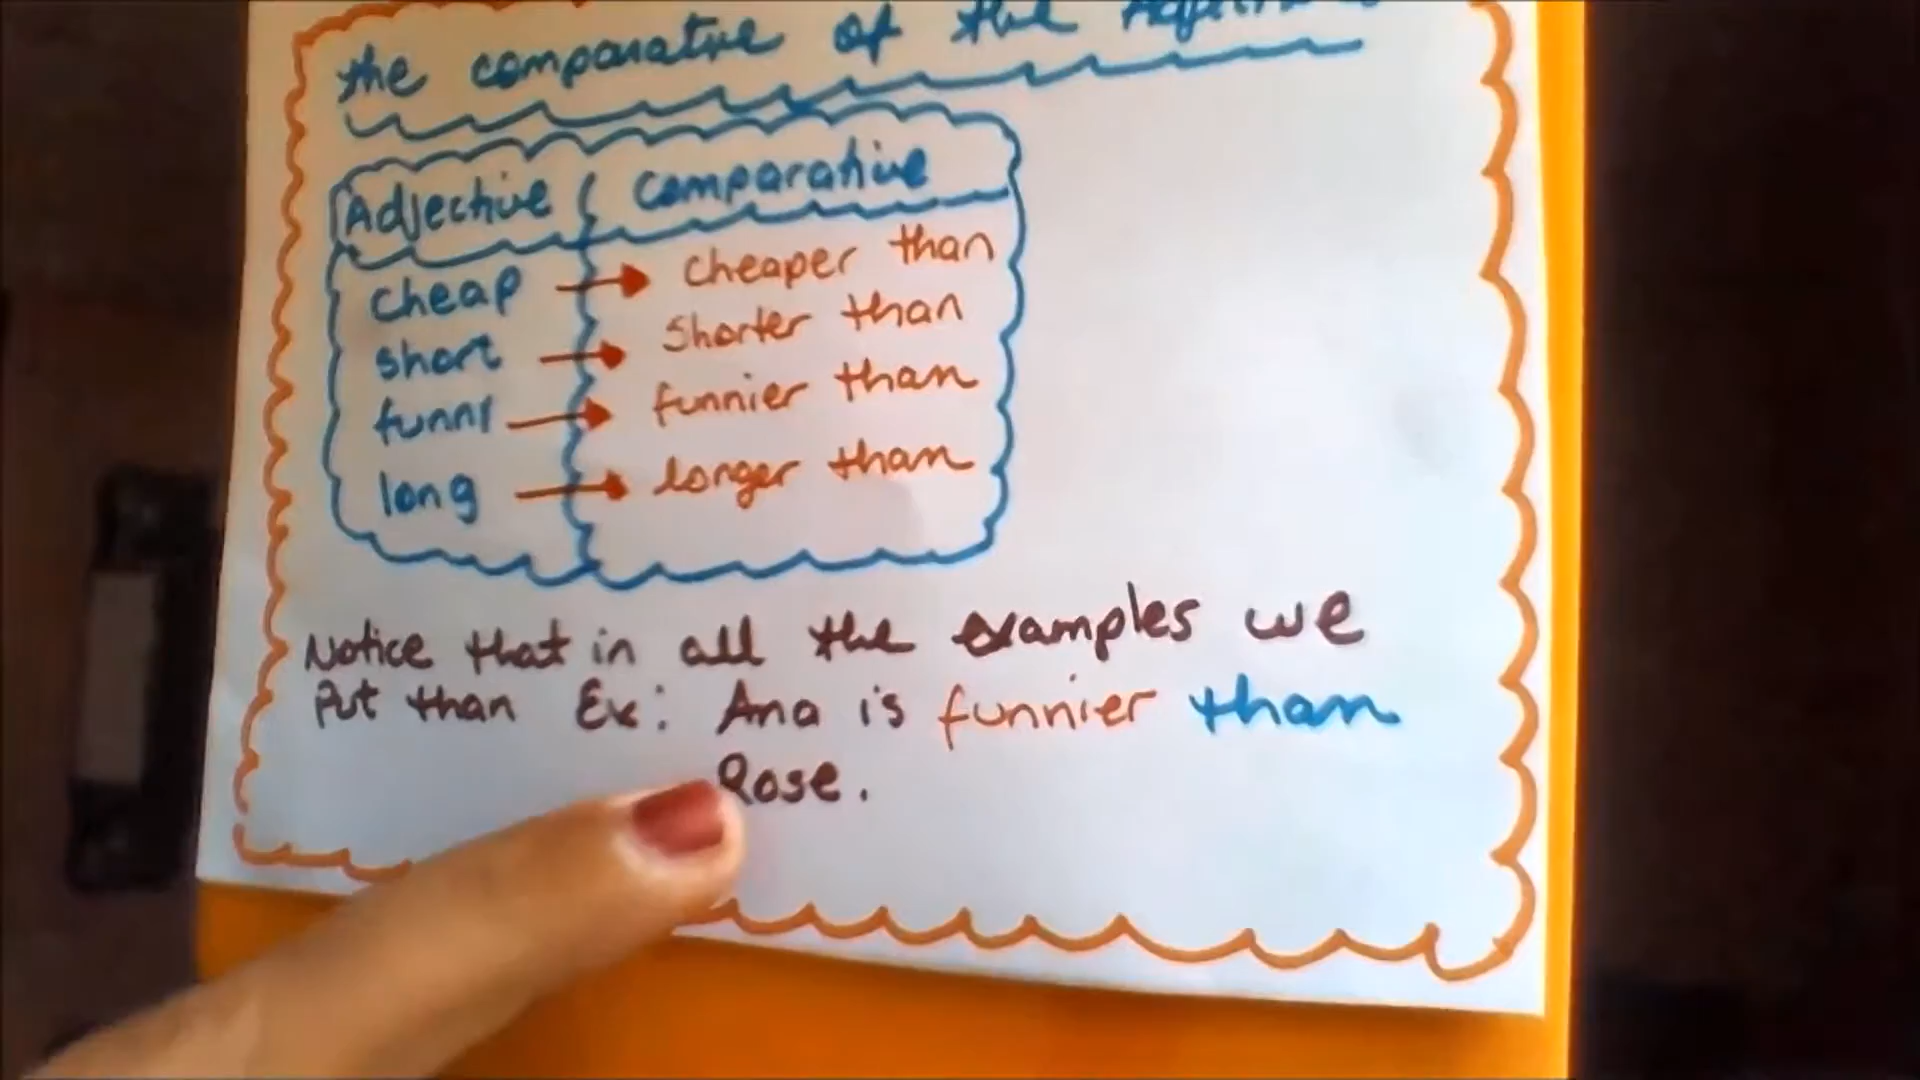 the comparative of the Adjectives
Adjective comparative
cheap cheaper than
short shorter than
funny funnier than
long longer than
Notice that in all the examples we
Put than Ex: Ana is funnier than
Rose.